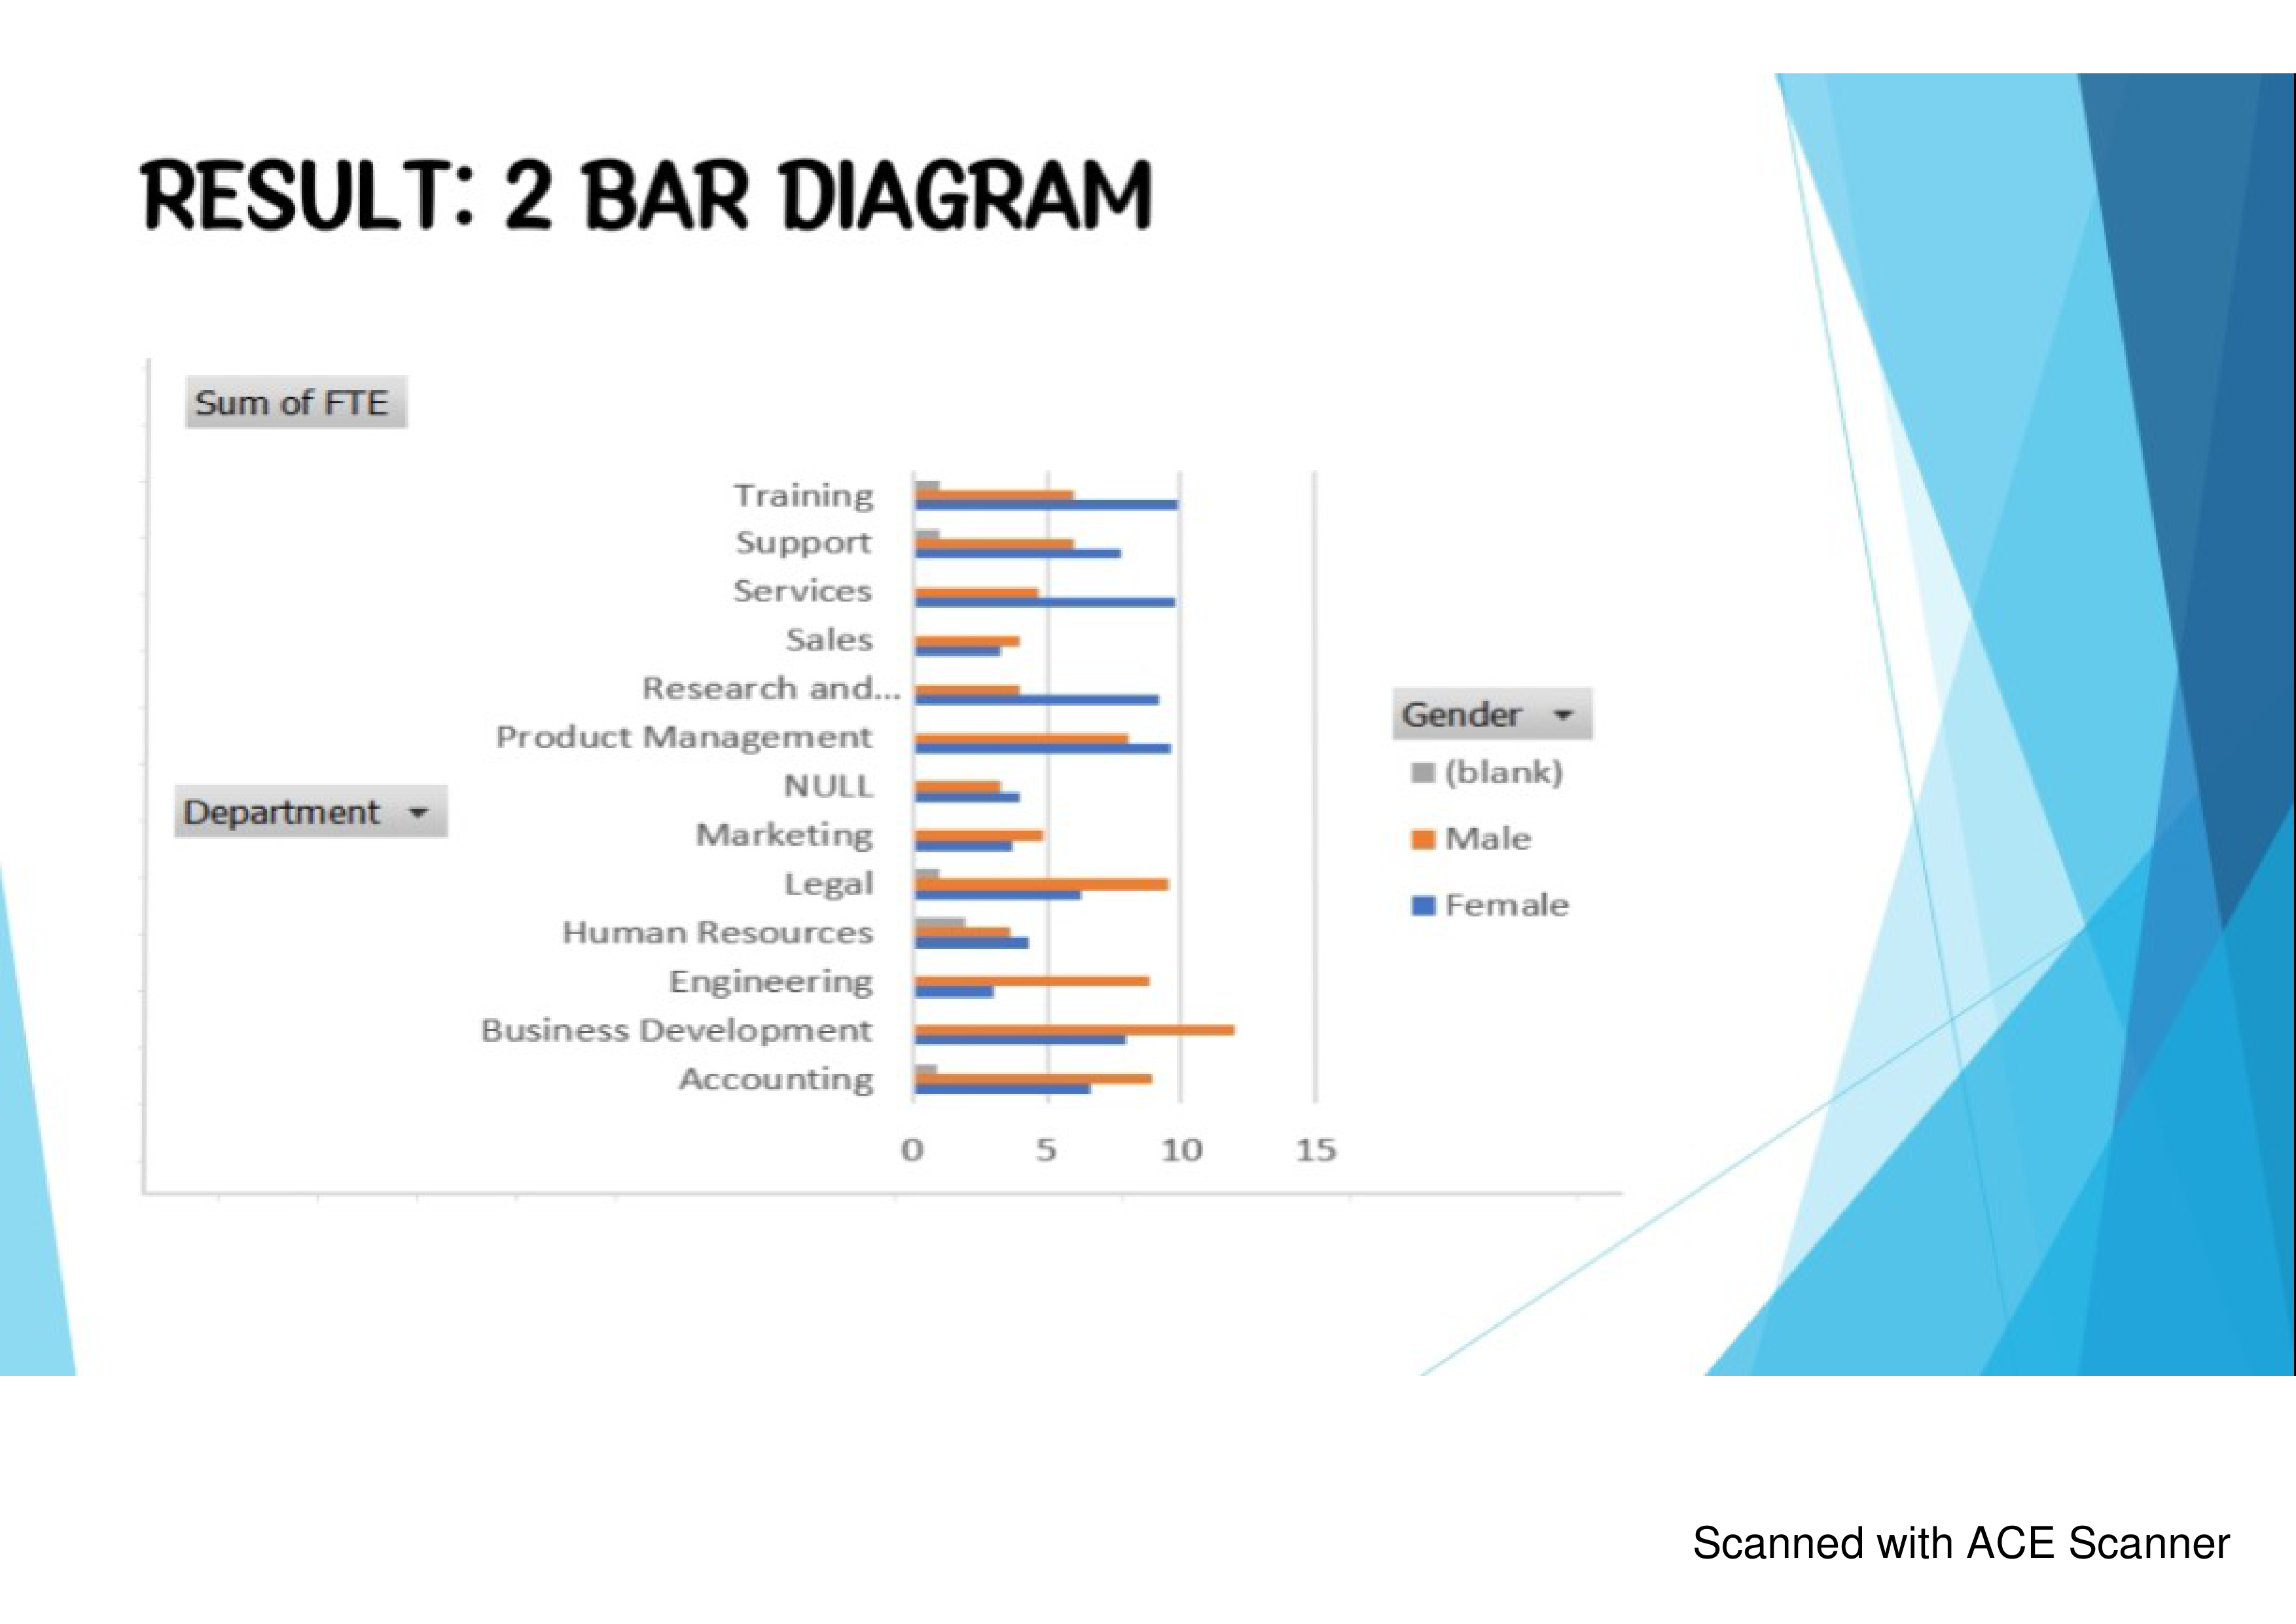 RESULT: 2 BAR DIAGRAM
Sum of FTE
Training
Support
Services
Sales
Research and...
Product Management
NULL
Marketing
Legal
Human Resources
Engineering
Business Development
Accounting
0 5 10 15
Department
Gender
(blank)
Male
Female
Scanned with ACE Scanner